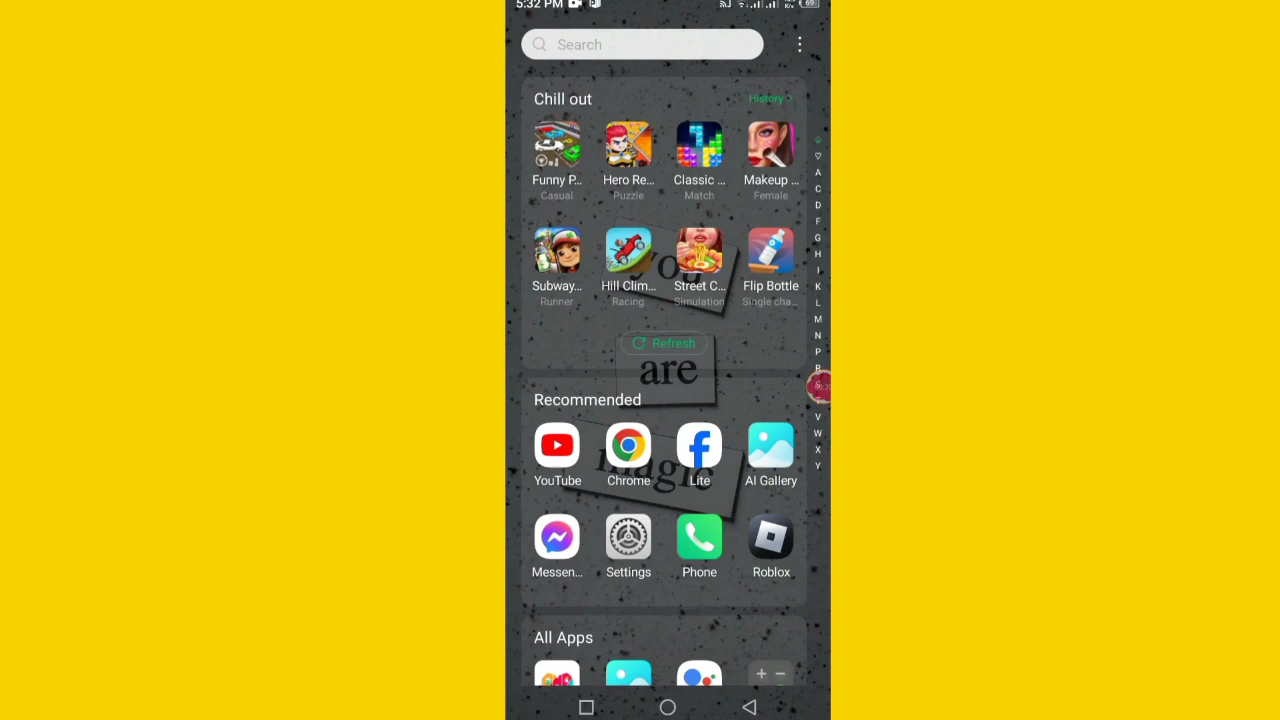 5:32 PM
Search
Chill out
History
Funny P... Hero Re... Classic ... Makeup ...
Casual Puzzle Match Female
Subway... Hill Clim... Street C... Flip Bottle
Runner Racing Simulation Single cha...
Refresh
you
are
magic
Recommended
YouTube Chrome Lite AI Gallery
Messen... Settings Phone Roblox
All Apps
A
C
D
F
G
H
I
K
L
M
N
P
R
V
W
X
Y